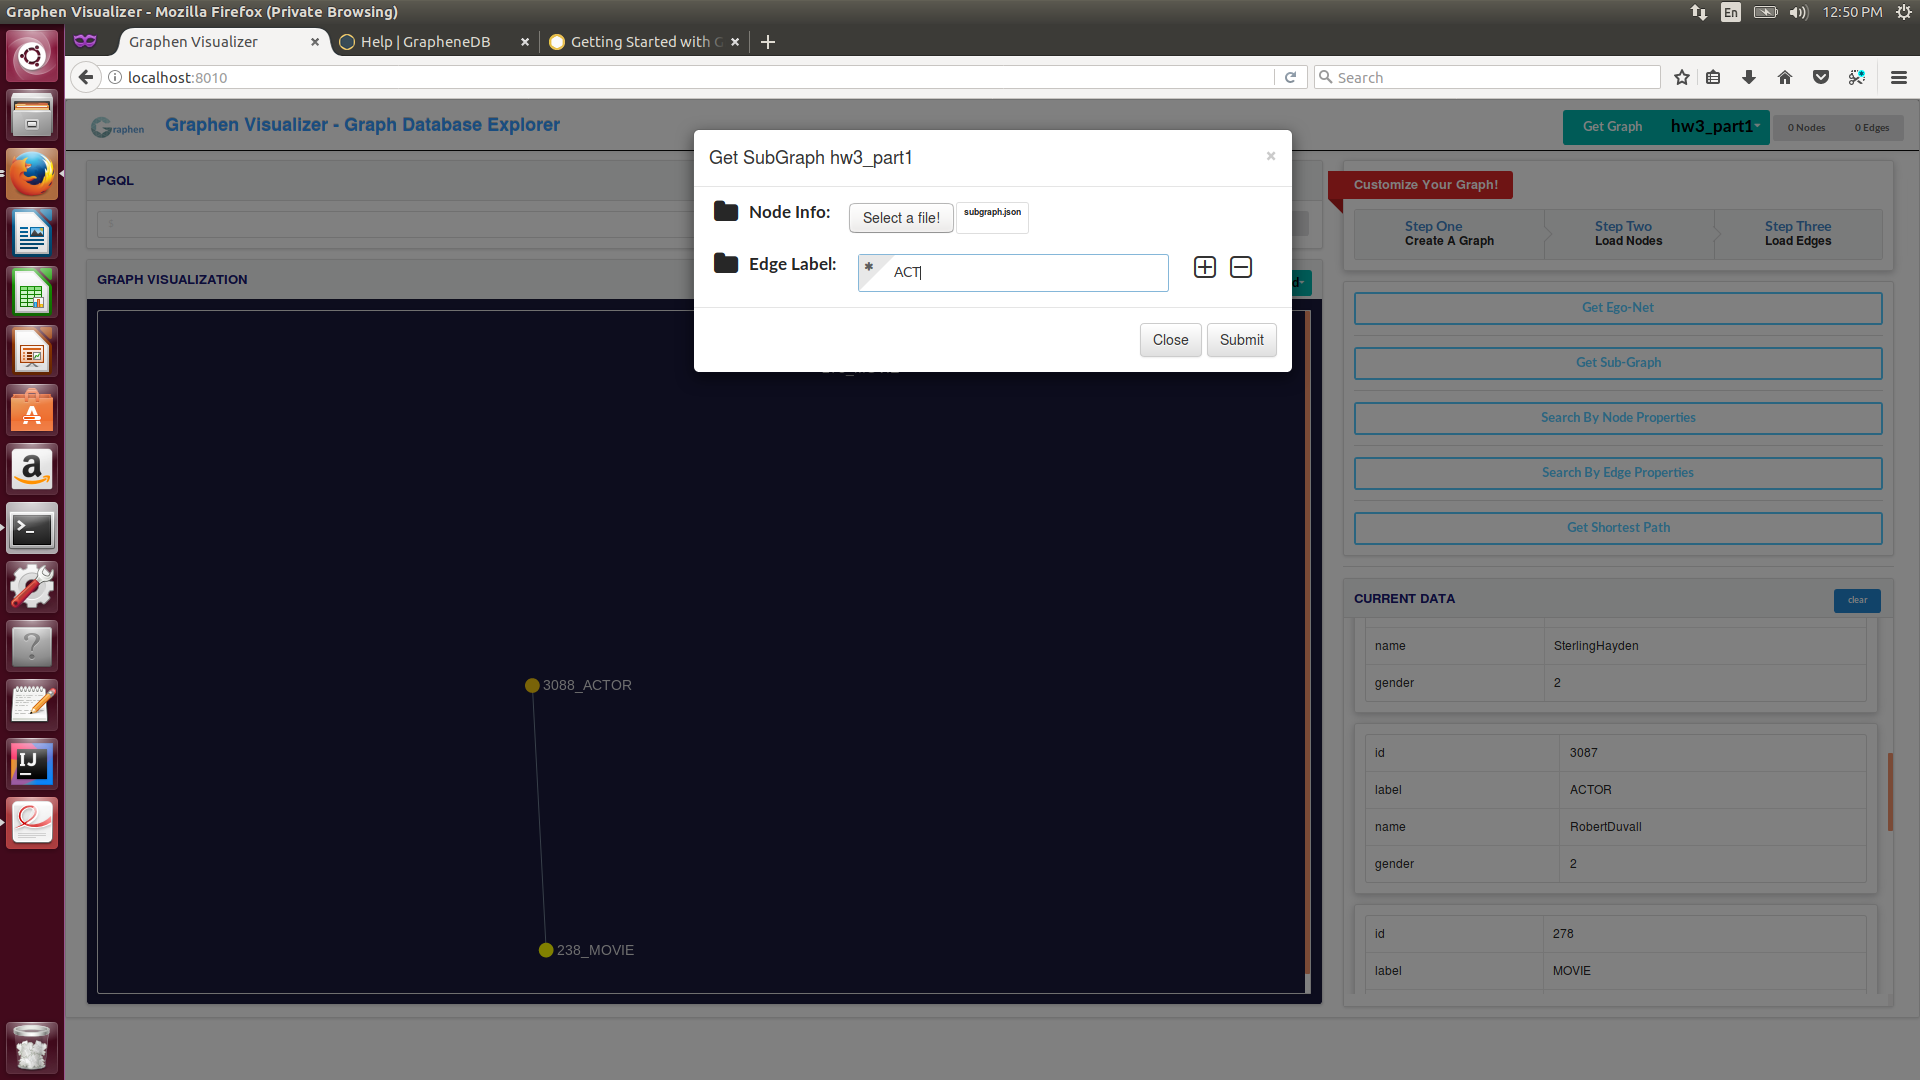 Graphen Visualizer - Mozilla Firefox (Private Browsing)
En
12:50 PM
Graphen Visualizer
Help | GrapheneDB
Getting Started with
localhost:8010
Search
Graphen
Graphen Visualizer - Graph Database Explorer
Get Graph
hw3_part1
0 Nodes
0 Edges
Get SubGraph hw3_part1
×
Node Info:
Select a file!
subgraph.json
Edge Label:
* ACT
Close
Submit
PGQL
GRAPH VISUALIZATION
3088_ACTOR
238_MOVIE
Customize Your Graph!
Step One
Create A Graph
Step Two
Load Nodes
Step Three
Load Edges
Get Ego-Net
Get Sub-Graph
Search By Node Properties
Search By Edge Properties
Get Shortest Path
CURRENT DATA
clear
name SterlingHayden
gender 2
id 3087
label ACTOR
name RobertDuvall
gender 2
id 278
label MOVIE